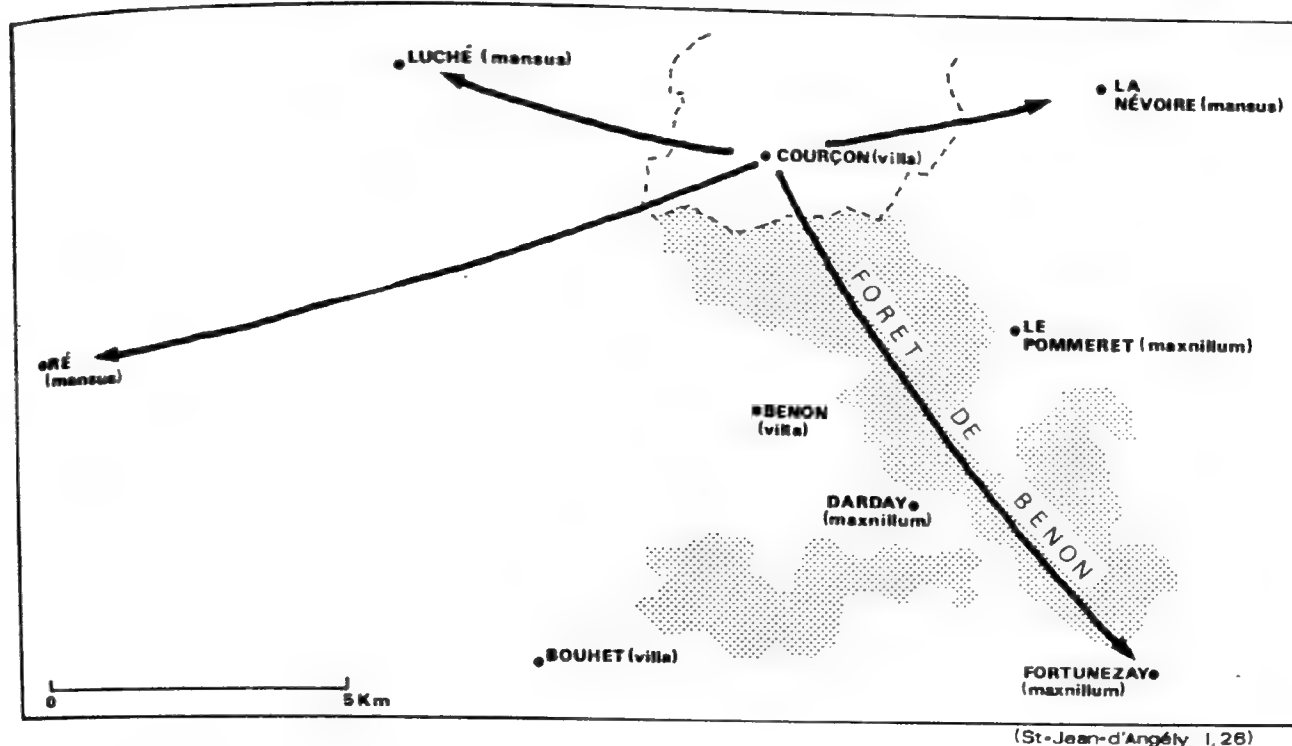 LUCHÉ (mansus)
LA
NÉVOIRE (mansus)
COURÇON (villa)
FORET DE BENON
LE
POMMERET (maxnillum)
RÉ
(mansus)
BENON
(villa)
DARDAY
(maxnillum)
BOUHET (villa)
FORTUNEZAY
(maxnillum)
0 5 Km
(St-Jean-d'Angély I, 26)